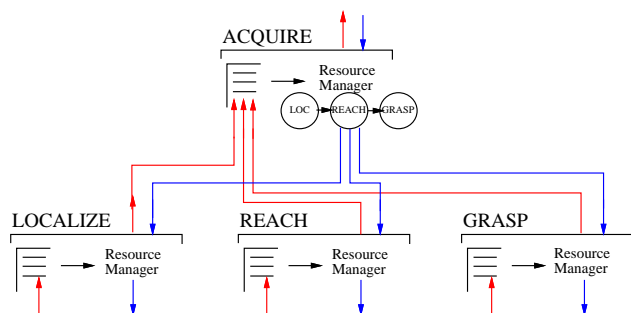 ACQUIRE
Resource
Manager
LOC REACH GRASP
LOCALIZE REACH GRASP
Resource
Manager
Resource
Manager
Resource
Manager